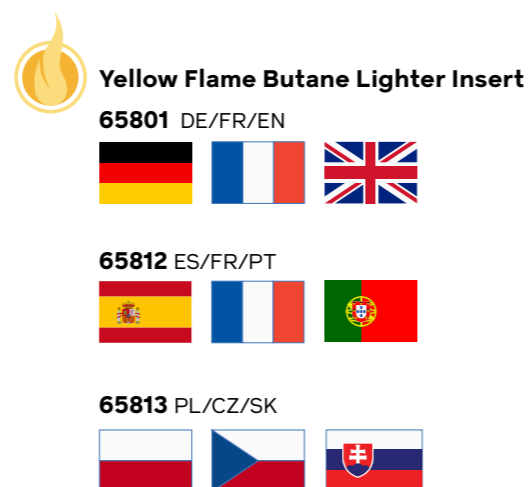 Yellow Flame Butane Lighter Insert
65801 DE/FR/EN
65812 ES/FR/PT
65813 PL/CZ/SK